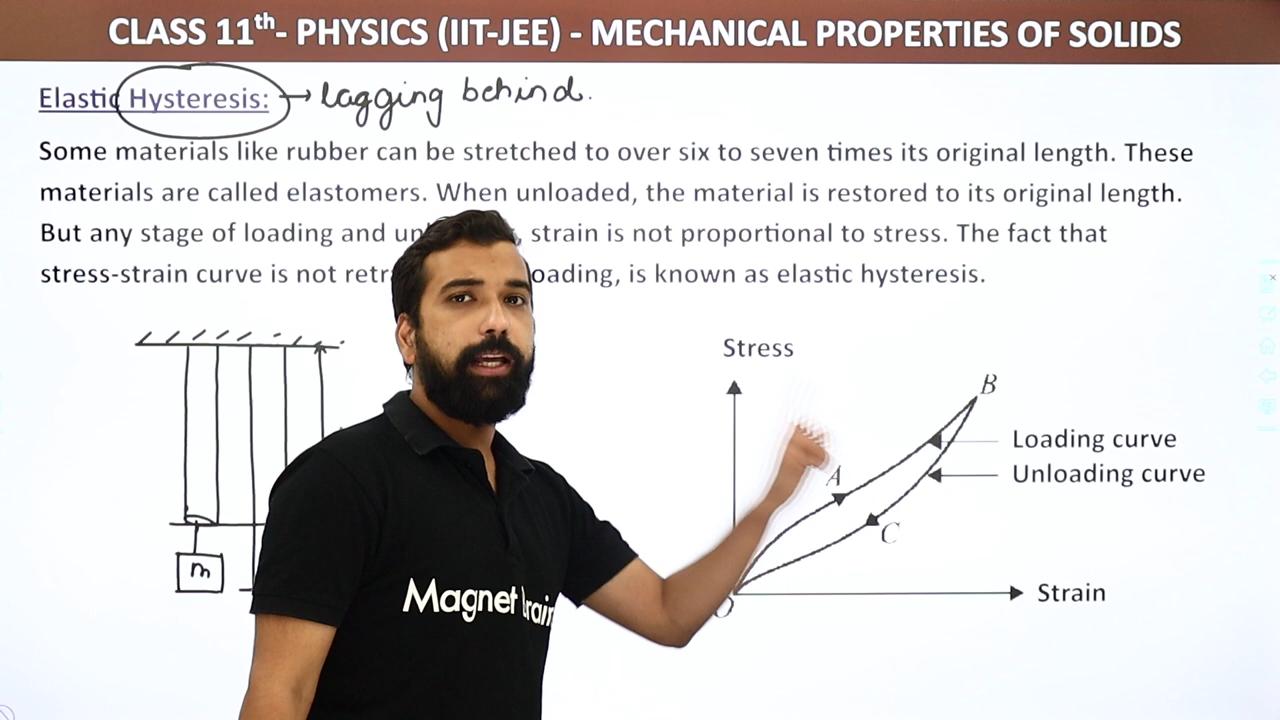 CLASS 11th- PHYSICS (IIT-JEE) - MECHANICAL PROPERTIES OF SOLIDS
Elastic Hysteresis: → lagging behind.
Some materials like rubber can be stretched to over six to seven times its original length. These
materials are called elastomers. When unloaded, the material is restored to its original length.
But any stage of loading and strain is not proportional to stress. The fact that
stress-strain curve is not is known as elastic hysteresis.
Stress
B
Loading curve
A
Unloading curve
C
O
Strain
m
Magnet